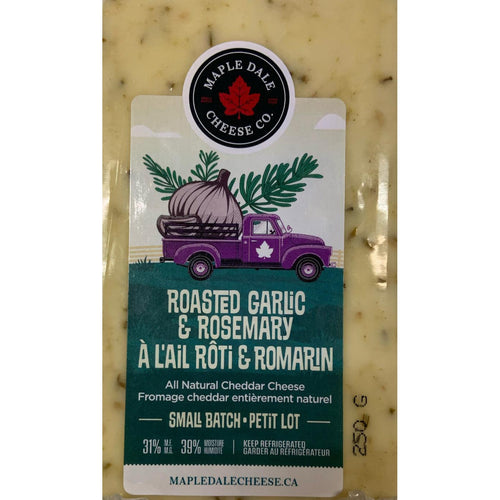 MAPLE DALE
CHEESE CO.
ROASTED GARLIC
& ROSEMARY
À L'AIL RÔTI & ROMARIN
All Natural Cheddar Cheese
Fromage cheddar entièrement naturel
SMALL BATCH • PETIT LOT
31% M.F. M.G. 39% MOISTURE HUMIDITÉ | KEEP REFRIGERATED
GARDER AU RÉFRIGÉRATEUR
MAPLEDALECHEESE.CA
250 G